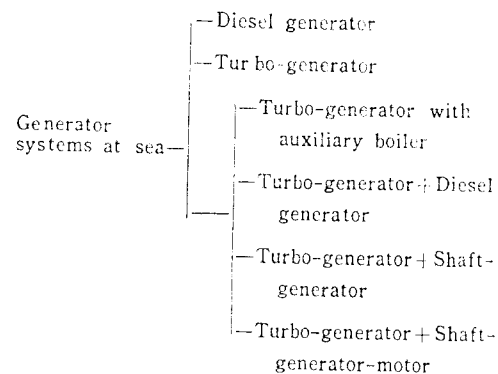 Diesel generator
Turbo-generator
Generator
systems at sea
Turbo-generator with
auxiliary boiler
Turbo-generator + Diesel
generator
Turbo-generator + Shaft-
generator
Turbo-generator + Shaft-
generator-motor